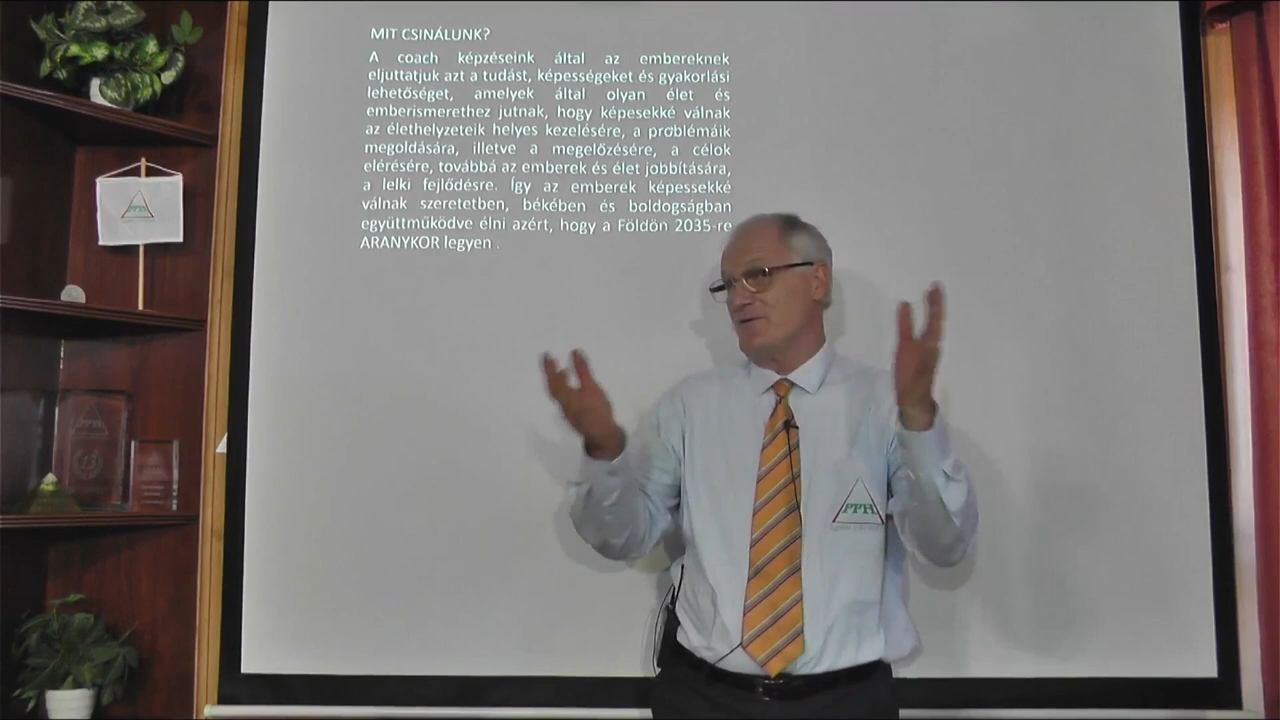 MIT CSINÁLUNK?
A coach képzéseink által az embereknek
eljuttatjuk azt a tudást, képességeket és gyakorlási
lehetőséget, amelyek által olyan élet és
emberismerethez jutnak, hogy képesekké válnak
az élethelyzeteik helyes kezelésére, a problémáik
megoldására, illetve a megelőzésére, a célok
elérésére, továbbá az emberek és élet jobbítására,
a lelki fejlődésre. Így az emberek képessekké
válnak szeretetben, békében és boldogságban
együttműködve élni azért, hogy a Földön 2035-re
ARANYKOR legyen .
PPR
PPR
PPR